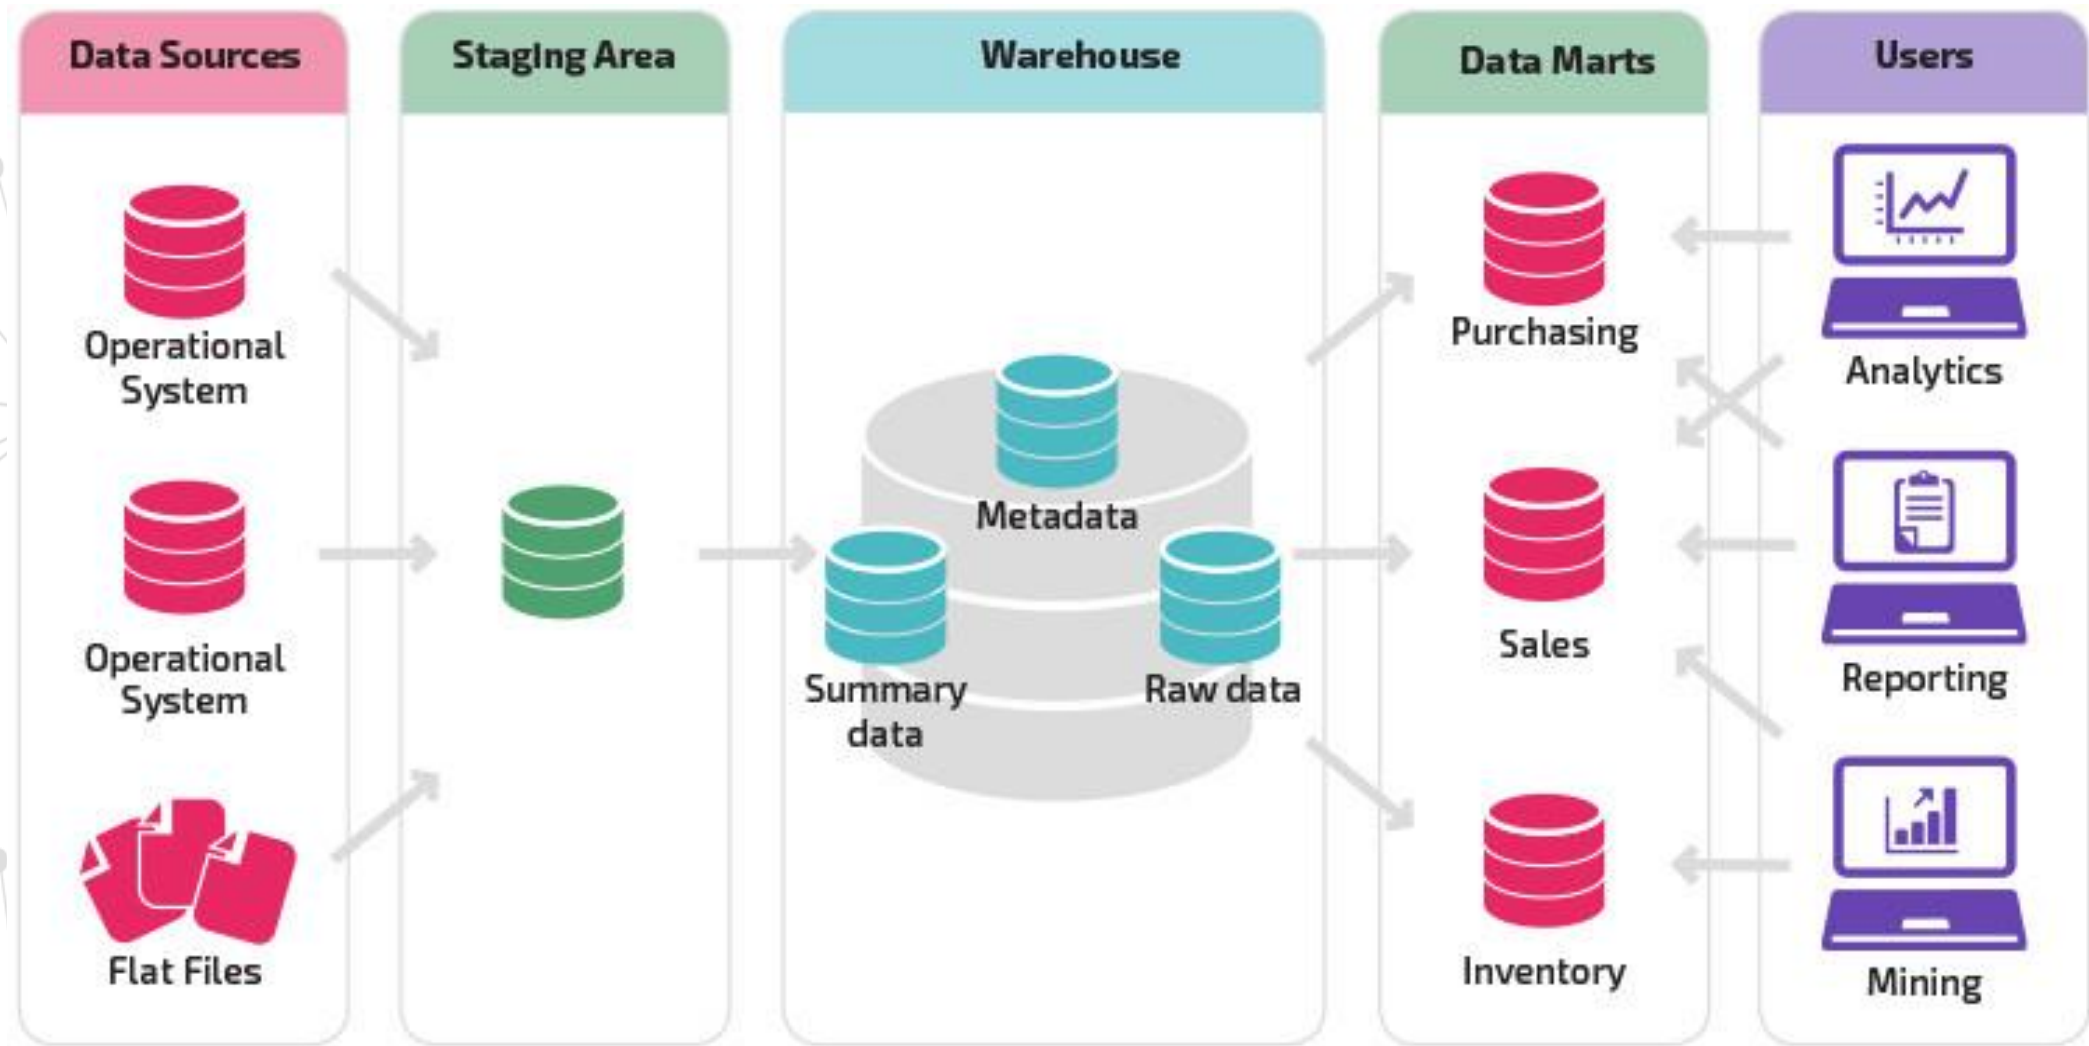 Data Sources
Staging Area
Warehouse
Data Marts
Users
Operational
System
Operational
System
Flat Files
Metadata
Summary
data
Raw data
Purchasing
Sales
Inventory
Analytics
Reporting
Mining